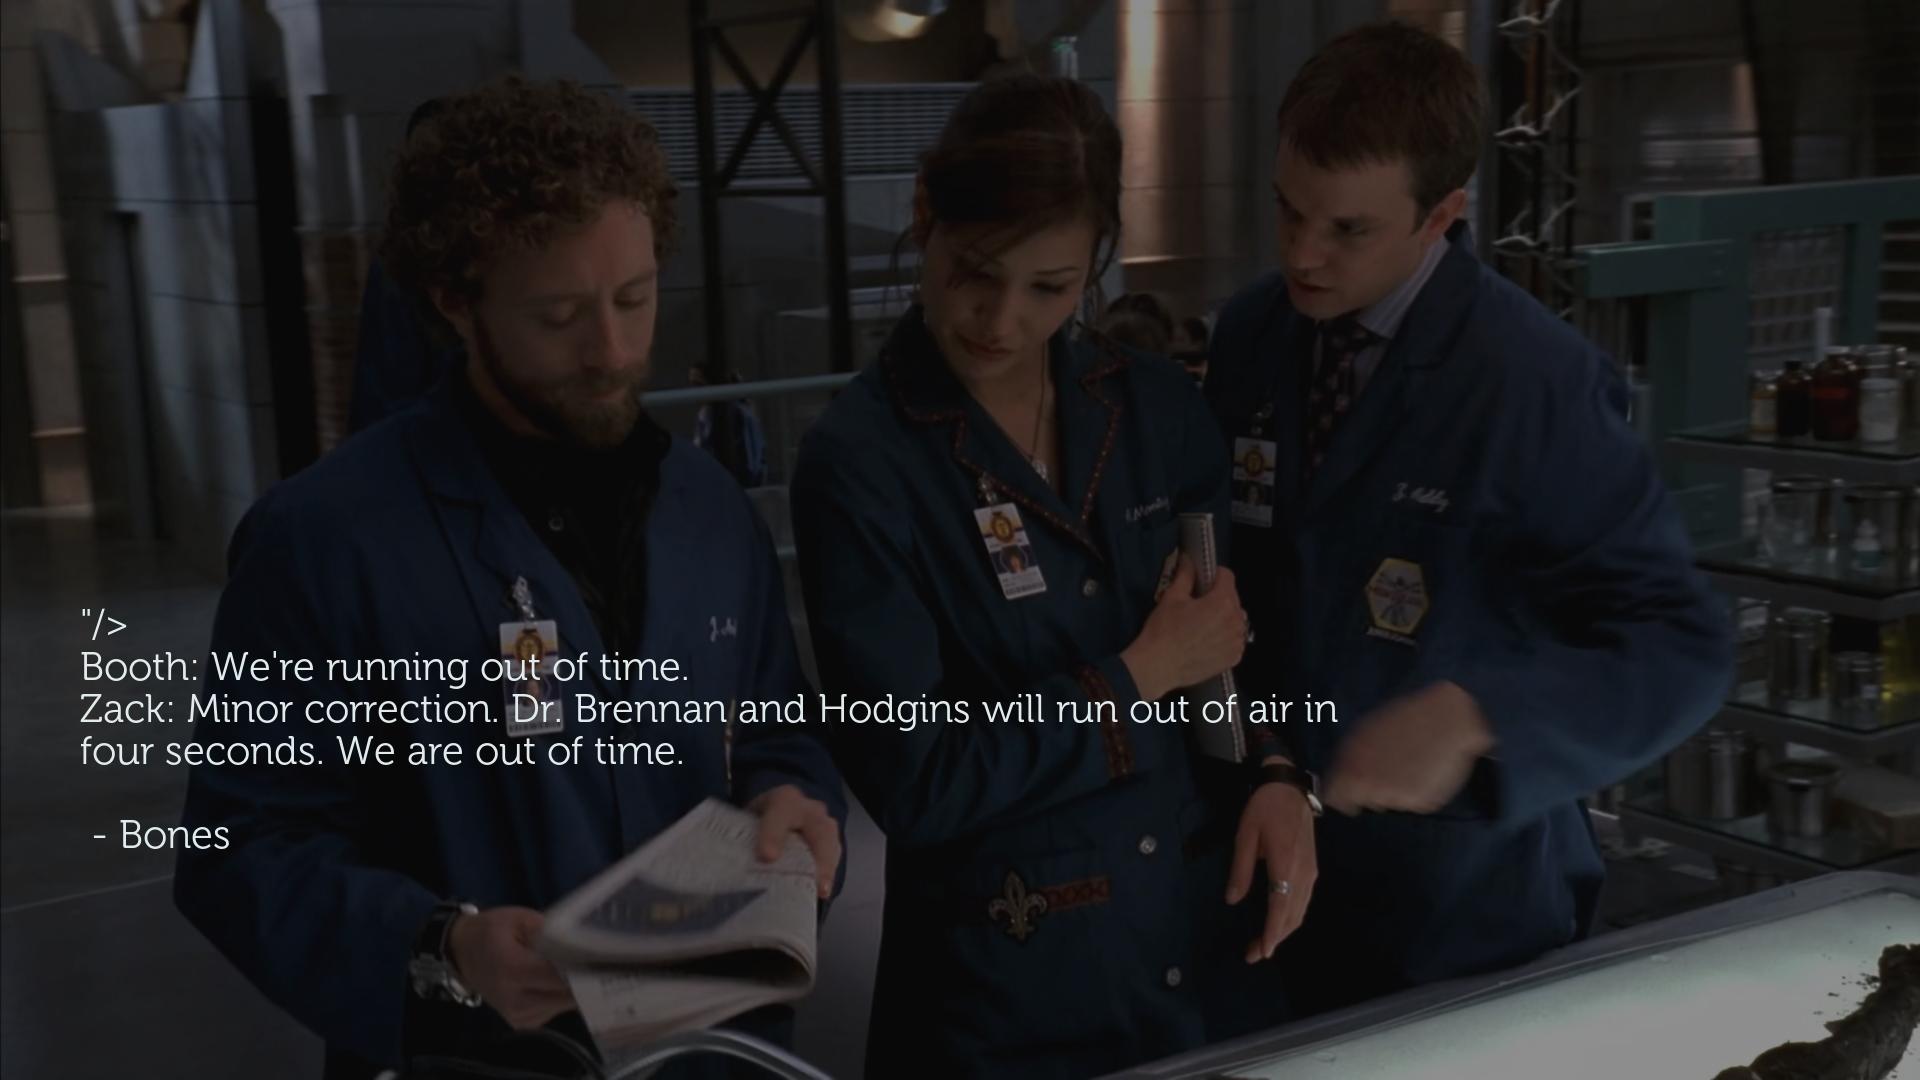 "/>
Booth: We're running out of time.
Zack: Minor correction. Dr. Brennan and Hodgins will run out of air in
four seconds. We are out of time.
- Bones
Z. Addy